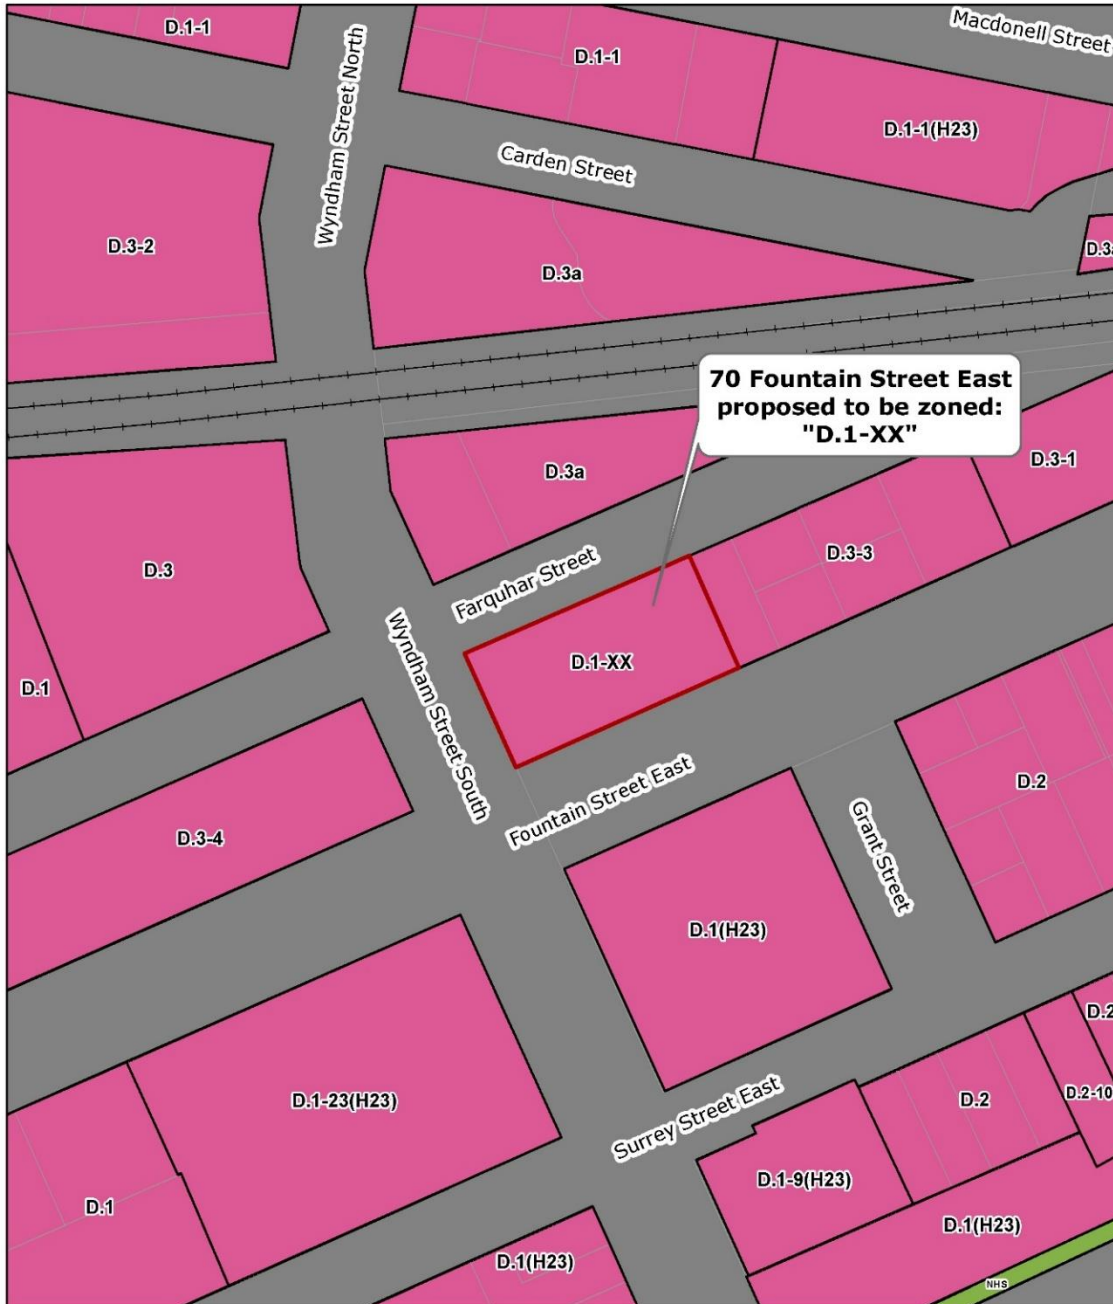 D.1-1
Macdonell Street
D.1-1
Wyndham Street North
D.1-1(H23)
Carden Street
D.3-2
D.3a
D.3a
70 Fountain Street East
proposed to be zoned:
"D.1-XX"
D.3a
D.3-1
D.3
D.3-3
Farquhar Street
D.1-XX
D.1
Wyndham Street South
D.2
Fountain Street East
D.3-4
Grant Street
D.1(H23)
D.2
D.1-23(H23)
D.2
D.2-10
Surrey Street East
D.1-9(H23)
D.1
D.1(H23)
D.1(H23)
NHS